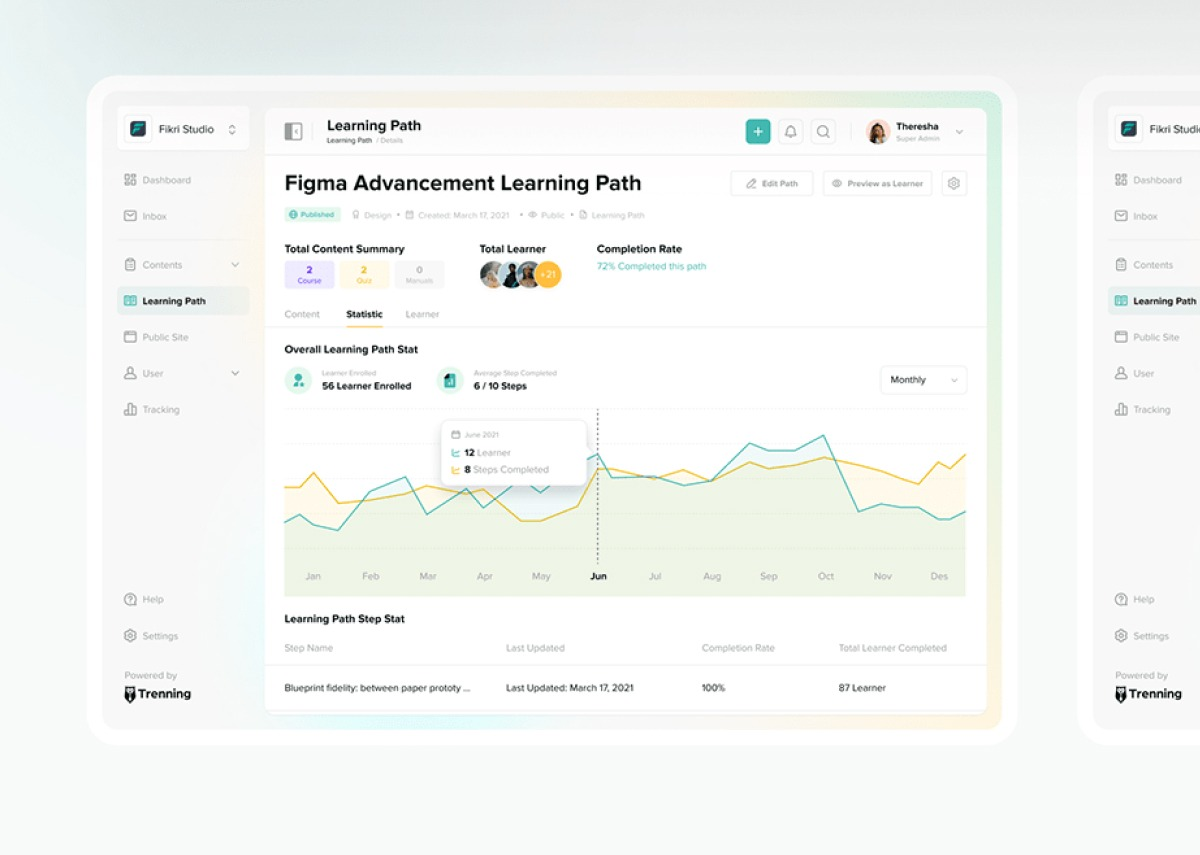 Fikri Studio
Dashboard
Inbox
Contents
Learning Path
Public Site
User
Tracking
Help
Settings
Powered by
Trenning
Learning Path
Learning Path / Details
Theresha
Super Admin
Figma Advancement Learning Path
Edit Path
Preview as Learner
Published
Design • Created: March 17, 2021 • Public • Learning Path
Total Content Summary
2 Course
2 Quiz
0 Manuals
Total Learner
+21
Completion Rate
72% Completed this path
Content Statistic Learner
Overall Learning Path Stat
Learner Enrolled
56 Learner Enrolled
Average Step Completed
6 / 10 Steps
Monthly
June 2021
12 Learner
8 Steps Completed
Jan Feb Mar Apr May Jun Jul Aug Sep Oct Nov Des
Learning Path Step Stat
Step Name Last Updated Completion Rate Total Learner Completed
Blueprint fidelity: between paper prototy ... Last Updated: March 17, 2021 100% 87 Learner
Fikri Studio
Dashboard
Inbox
Contents
Learning Path
Public Site
User
Tracking
Help
Settings
Powered by
Trenning